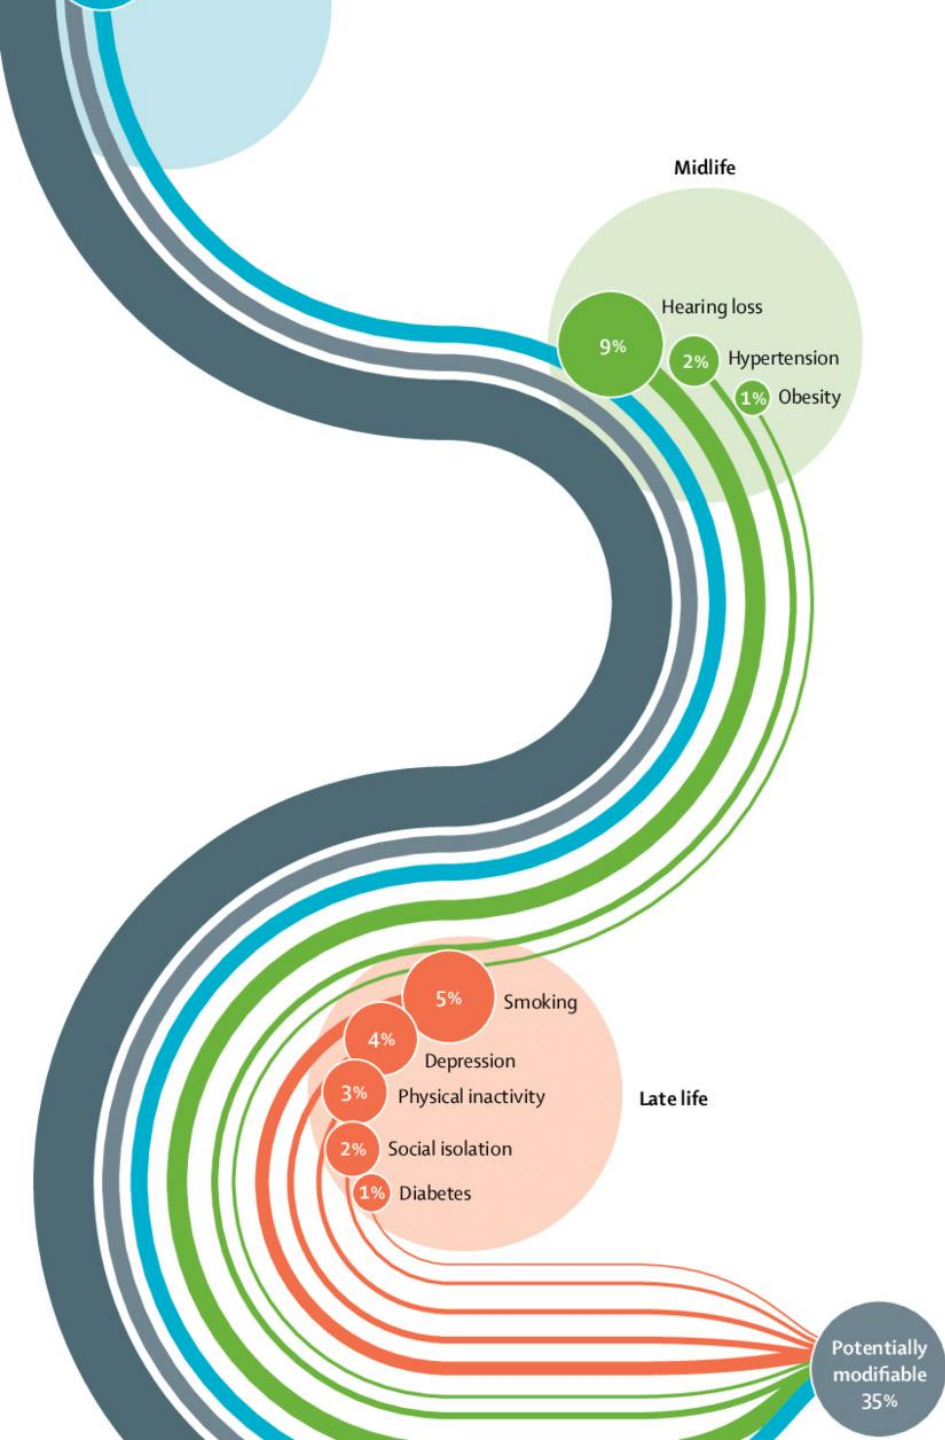 Midlife
Hearing loss
9%
2%
Hypertension
1%
Obesity
5%
Smoking
4%
Depression
3%
Physical inactivity
Late life
2%
Social isolation
1%
Diabetes
Potentially
modifiable
35%